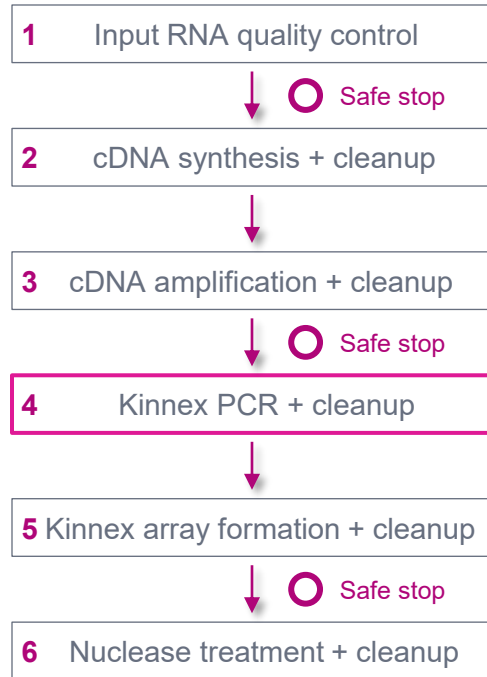 1 Input RNA quality control
Safe stop
2 cDNA synthesis + cleanup
3 cDNA amplification + cleanup
Safe stop
4 Kinnex PCR + cleanup
5 Kinnex array formation + cleanup
Safe stop
6 Nuclease treatment + cleanup